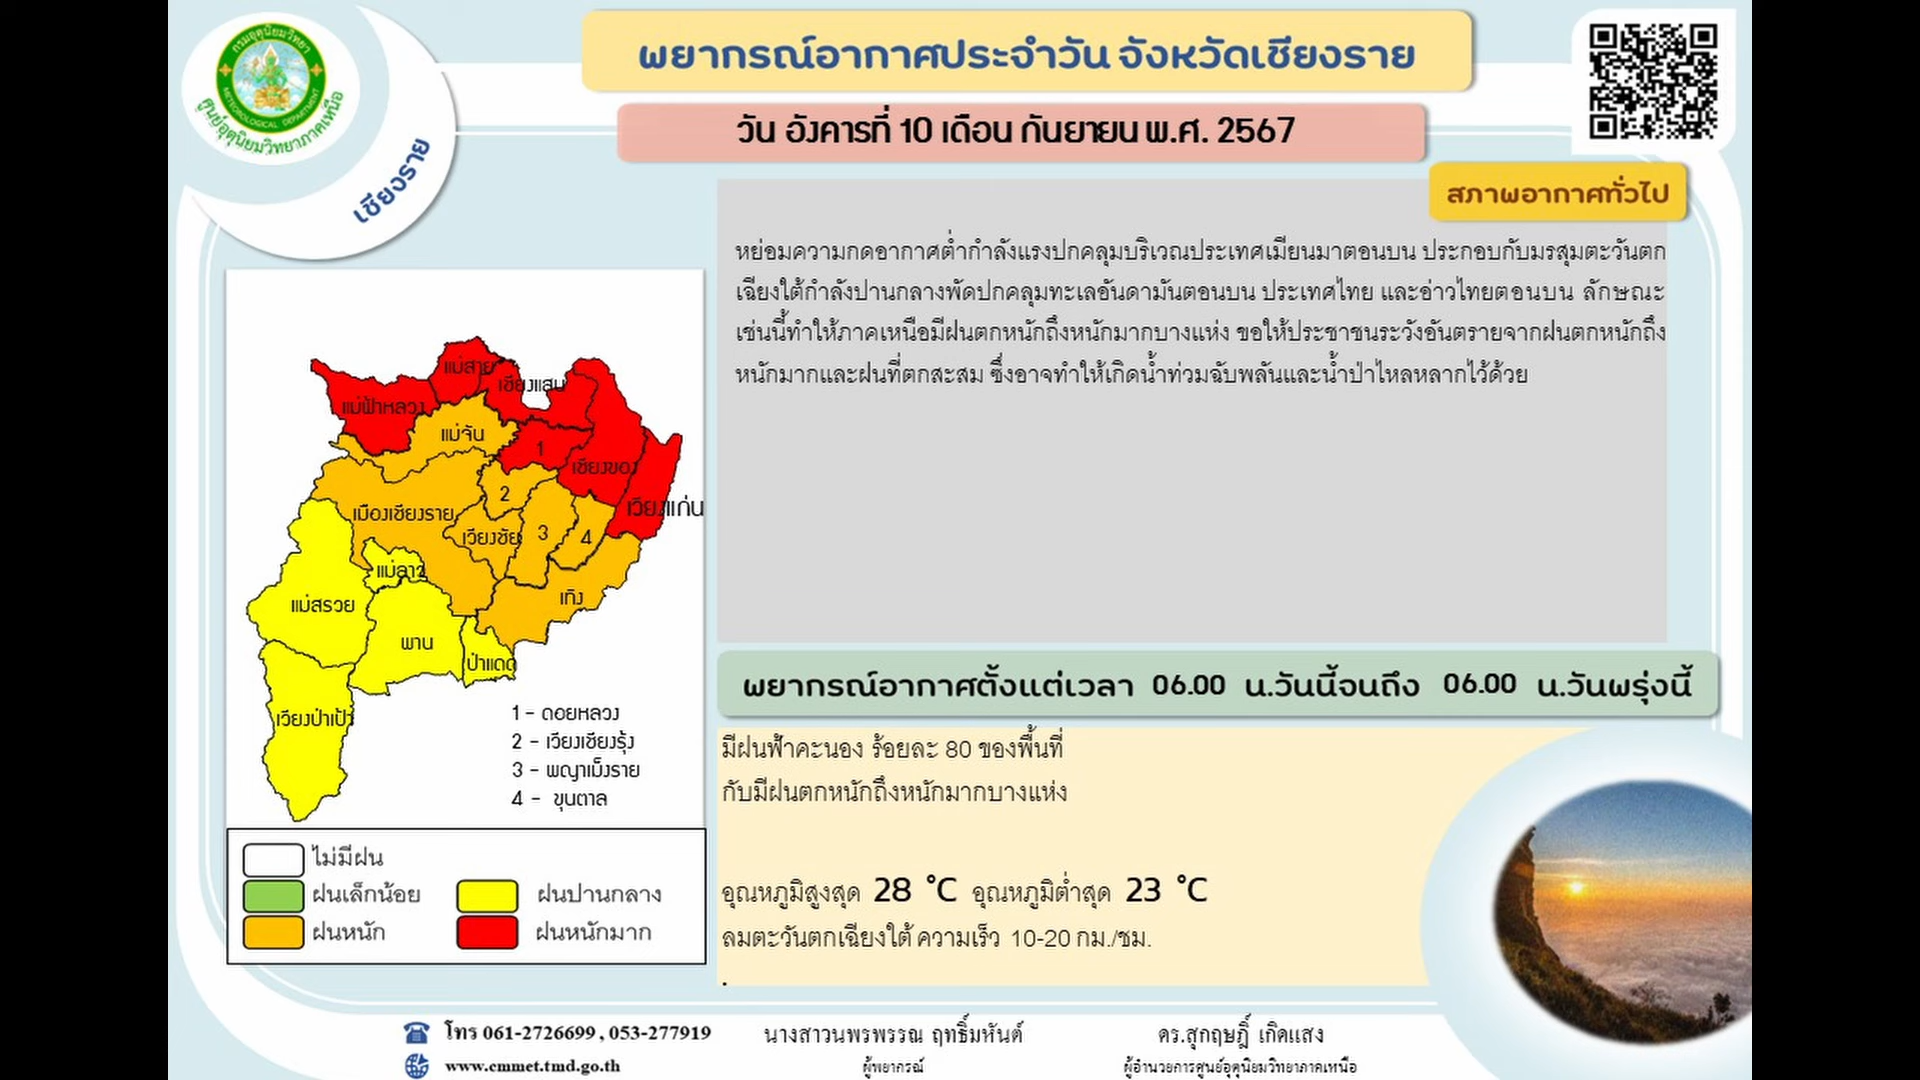 กรมอุตุนิยมวิทยา
METEOROLOGICAL DEPARTMENT
ศูนย์อุตุนิยมวิทยาภาคเหนือ
เชียงราย
พยากรณ์อากาศประจำวัน จังหวัดเชียงราย
วัน อังคารที่ 10 เดือน กันยายน พ.ศ. 2567
สภาพอากาศทั่วไป
หย่อมความกดอากาศต่ำกำลังแรงปกคลุมบริเวณประเทศเมียนมาตอนบน ประกอบกับมรสุมตะวันตก
เฉียงใต้กำลังปานกลางพัดปกคลุมทะเลอันดามันตอนบน ประเทศไทย และอ่าวไทยตอนบน ลักษณะ
เช่นนี้ทำให้ภาคเหนือมีฝนตกหนักถึงหนักมากบางแห่ง ขอให้ประชาชนระวังอันตรายจากฝนตกหนักถึง
หนักมากและฝนที่ตกสะสม ซึ่งอาจทำให้เกิดน้ำท่วมฉับพลันและน้ำป่าไหลหลากไว้ด้วย
แม่สาย
เชียงแสน
แม่ฟ้าหลวง
แม่จัน
1
เชียงของ
2
เวียงแก่น
เมืองเชียงราย
เวียงชัย
3
4
แม่ลาว
เทิง
แม่สรวย
พาน
ป่าแดด
เวียงป่าเป้า
1 - ดอยหลวง
2 - เวียงเชียงรุ้ง
3 - พญาเม็งราย
4 - ขุนตาล
ไม่มีฝน
ฝนเล็กน้อย
ฝนปานกลาง
ฝนหนัก
ฝนหนักมาก
พยากรณ์อากาศตั้งแต่เวลา 06.00 น.วันนี้จนถึง 06.00 น.วันพรุ่งนี้
มีฝนฟ้าคะนอง ร้อยละ 80 ของพื้นที่
กับมีฝนตกหนักถึงหนักมากบางแห่ง
อุณหภูมิสูงสุด 28 °C อุณหภูมิต่ำสุด 23 °C
ลมตะวันตกเฉียงใต้ ความเร็ว 10-20 กม./ชม.
.
โทร 061-2726699 , 053-277919
www.cmmet.tmd.go.th
นางสาวนพรพรรณ ฤทธิ์มหันต์
ผู้พยากรณ์
ดร.สุกฤษฎิ์ เกิดแสง
ผู้อำนวยการศูนย์อุตุนิยมวิทยาภาคเหนือ